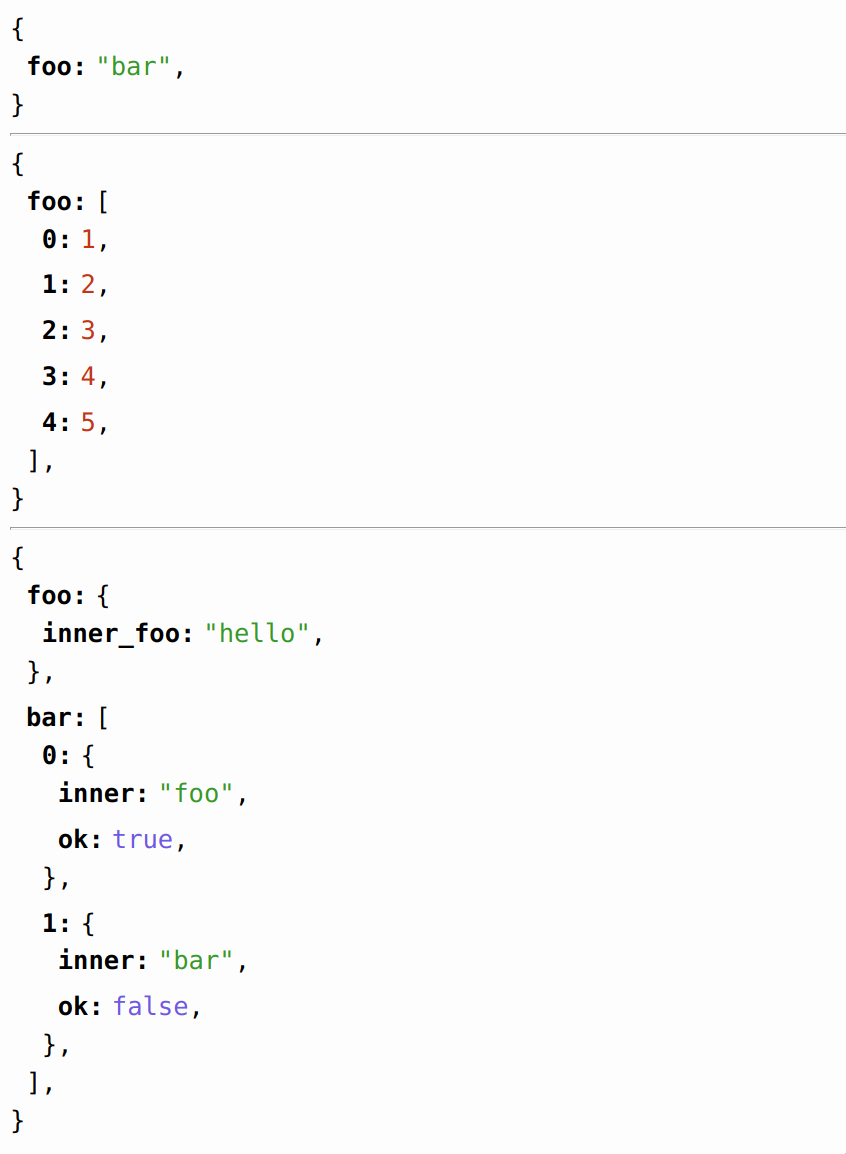 {
foo: "bar",
}
{
foo: [
0: 1,
1: 2,
2: 3,
3: 4,
4: 5,
],
}
{
foo: {
inner_foo: "hello",
},
bar: [
0: {
inner: "foo",
ok: true,
},
1: {
inner: "bar",
ok: false,
},
],
}